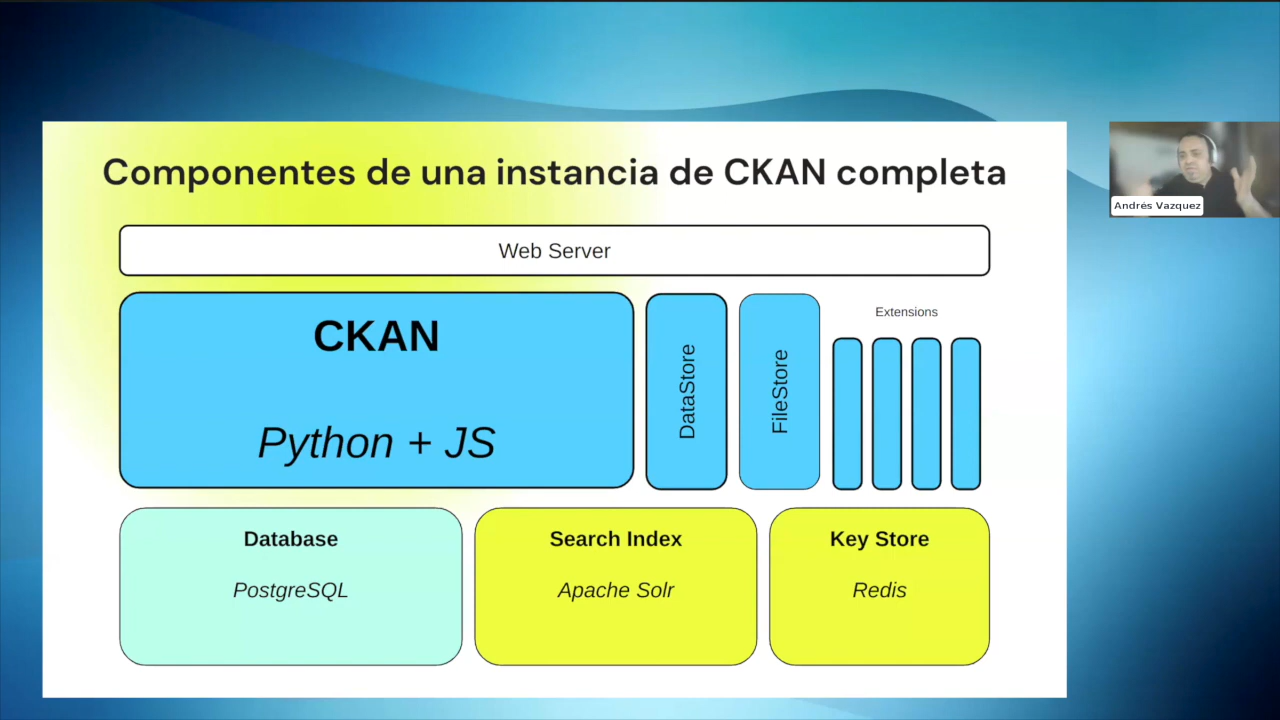 Componentes de una instancia de CKAN completa
Web Server
CKAN
Python + JS
DataStore
FileStore
Extensions
Database
PostgreSQL
Search Index
Apache Solr
Key Store
Redis
Andrés Vazquez